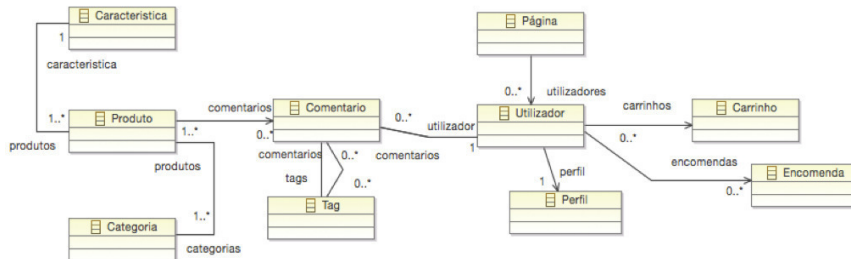 Caracteristica
Página
1
caracteristica
0..*
utilizadores
Produto
comentarios
Comentario
0..*
utilizador
Utilizador
carrinhos
Carrinho
1..*
1..*
0..*
1
0..*
produtos
produtos
comentarios
0..*
comentarios
encomendas
tags
0..*
perfil
Encomenda
1..*
1
0..*
Categoria
Tag
Perfil
categorias